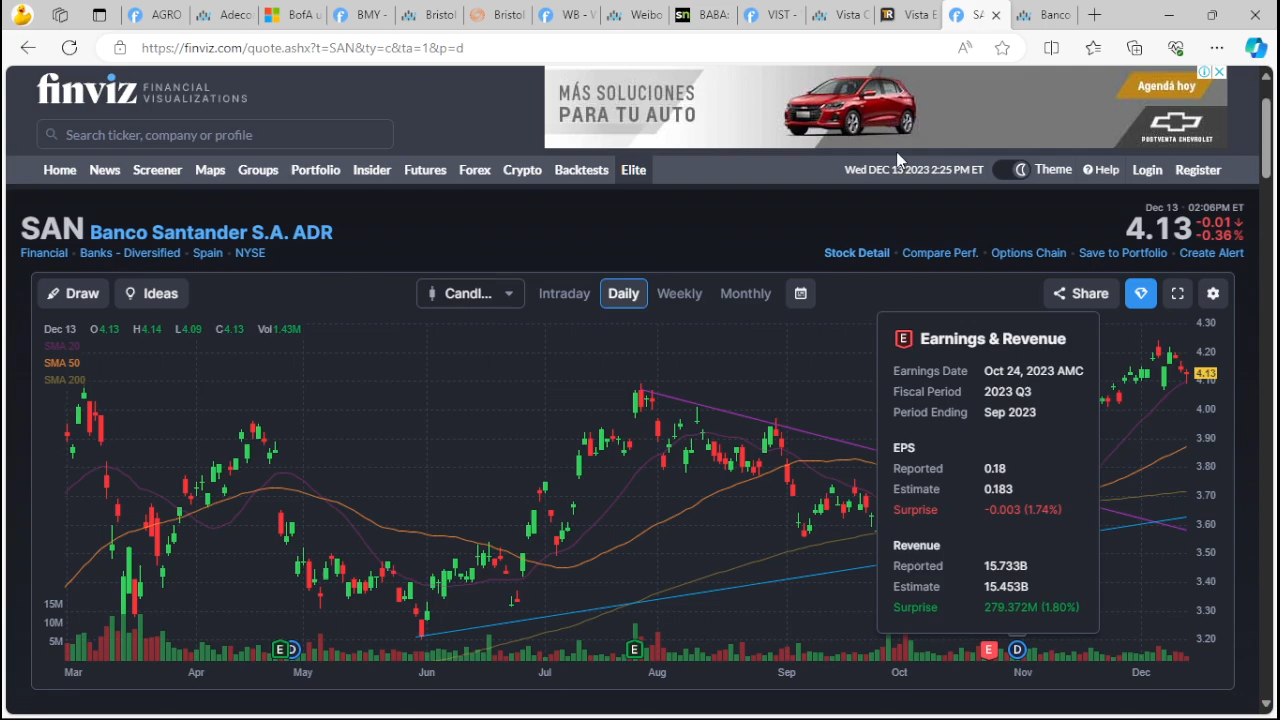 AGRO
Adeco
BofA u
BMY -
Bristol
Bristol
WB - V
Weibo
BABA:
VIST -
Vista C
Vista E
SA
Banco
https://finviz.com/quote.ashx?t=SAN&ty=c&ta=1&p=d
finviz FINANCIAL VISUALIZATIONS
MÁS SOLUCIONES
PARA TU AUTO
Agendá hoy
POSTVENTA CHEVROLET
Search ticker, company or profile
Home News Screener Maps Groups Portfolio Insider Futures Forex Crypto Backtests Elite
Wed DEC 13 2023 2:25 PM ET Theme Help Login Register
SAN Banco Santander S.A. ADR
Financial · Banks - Diversified · Spain · NYSE
Dec 13 · 02:06PM ET
4.13 -0.01
-0.36%
Stock Detail · Compare Perf. · Options Chain · Save to Portfolio · Create Alert
Draw Ideas Candl... Intraday Daily Weekly Monthly Share
Dec 13 O4.13 H4.14 L4.09 C4.13 Vol1.43M
SMA 20
SMA 50
SMA 200
E Earnings & Revenue
Earnings Date Oct 24, 2023 AMC
Fiscal Period 2023 Q3
Period Ending Sep 2023
EPS
Reported 0.18
Estimate 0.183
Surprise -0.003 (1.74%)
Revenue
Reported 15.733B
Estimate 15.453B
Surprise 279.372M (1.80%)
4.30
4.20
4.13
4.10
4.00
3.90
3.80
3.70
3.60
3.50
3.40
3.30
3.20
15M
10M
5M
E D E E D
Mar Apr May Jun Jul Aug Sep Oct Nov Dec